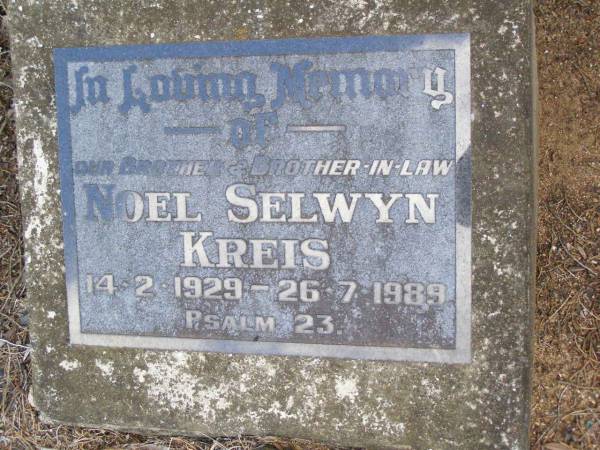 In Loving Memory
— of —
OUR BROTHER & BROTHER-IN-LAW
NOEL SELWYN
KREIS
14·2·1929 – 26·7·1989
PSALM 23.